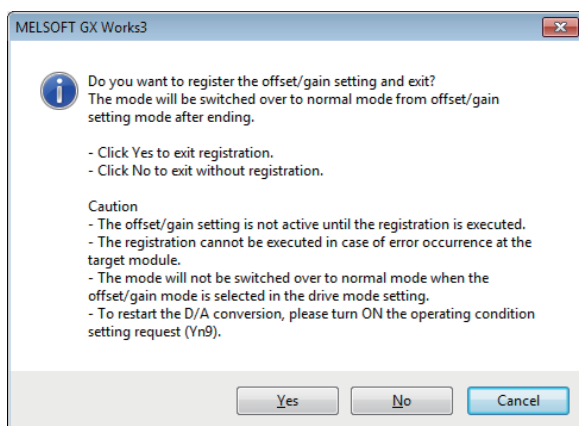 MELSOFT GX Works3
Do you want to register the offset/gain setting and exit?
The mode will be switched over to normal mode from offset/gain
setting mode after ending.
- Click Yes to exit registration.
- Click No to exit without registration.
Caution
- The offset/gain setting is not active until the registration is executed.
- The registration cannot be executed in case of error occurrence at the
target module.
- The mode will not be switched over to normal mode when the
offset/gain mode is selected in the drive mode setting.
- To restart the D/A conversion, please turn ON the operating condition
setting request (Yn9).
Yes
No
Cancel